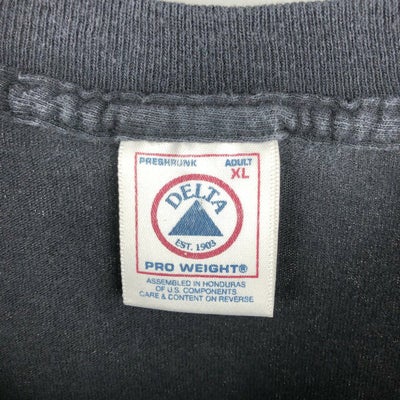 PRESHRUNK ADULT
XL
DELTA
EST. 1903
PRO WEIGHT®
ASSEMBLED IN HONDURAS
OF U.S. COMPONENTS
CARE & CONTENT ON REVERSE